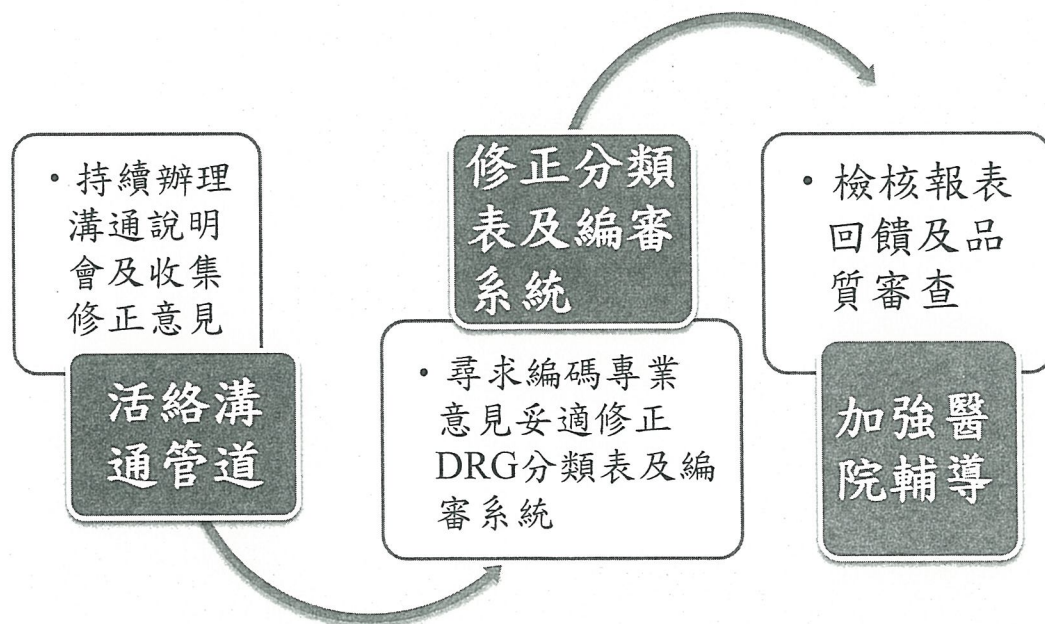 • 持續辦理
溝通說明
會及收集
修正意見
活絡溝
通管道
修正分類
表及編審
系統
• 尋求編碼專業
意見妥適修正
DRG分類表及編
審系統
• 檢核報表
回饋及品
質審查
加強醫
院輔導